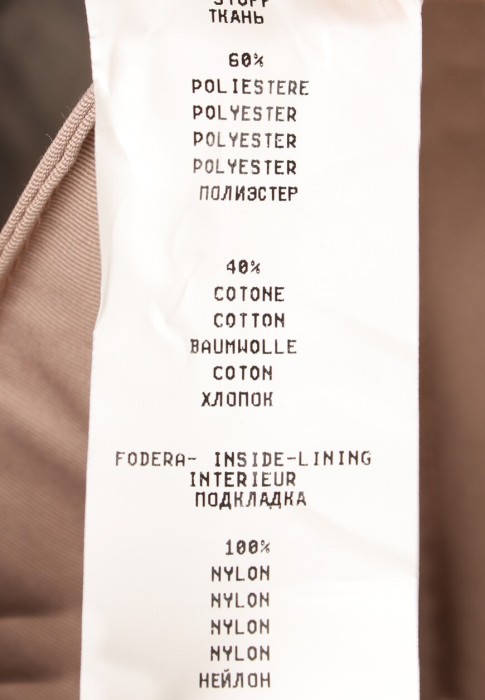 STOFF
ТКАНЬ
60%
POLIESTERE
POLYESTER
POLYESTER
POLYESTER
ПОЛИЭСТЕР
40%
COTONE
COTTON
BAUMWOLLE
COTON
ХЛОПОК
FODERA- INSIDE-LINING
INTERIEUR
ПОДКЛАДКА
100%
NYLON
NYLON
NYLON
NYLON
НЕЙЛОН